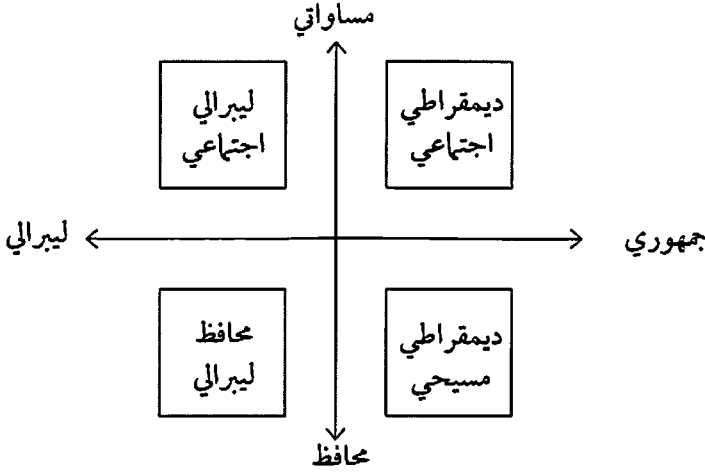 مساواتي
ديمقراطي
اجتماعي
ليبرالي
اجتماعي
جمهوري
ليبرالي
ديمقراطي
مسيحي
محافظ
ليبرالي
محافظ